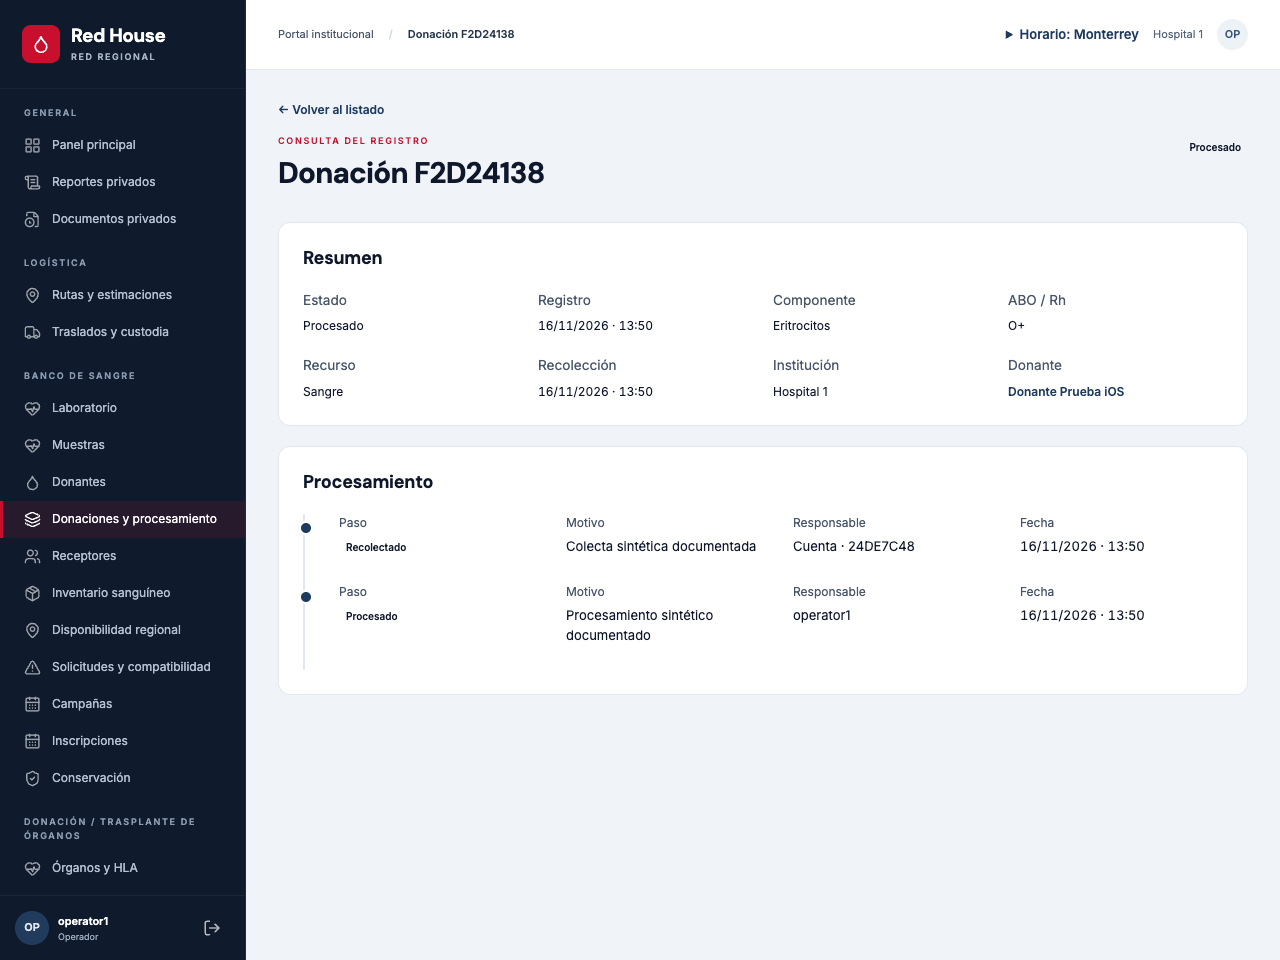 Red House
RED REGIONAL
GENERAL
Panel principal
Reportes privados
Documentos privados
LOGÍSTICA
Rutas y estimaciones
Traslados y custodia
BANCO DE SANGRE
Laboratorio
Muestras
Donantes
Donaciones y procesamiento
Receptores
Inventario sanguíneo
Disponibilidad regional
Solicitudes y compatibilidad
Campañas
Inscripciones
Conservación
DONACIÓN / TRASPLANTE DE
ÓRGANOS
Órganos y HLA
OP
operator1
Operador
Portal institucional / Donación F2D24138
▶ Horario: Monterrey
Hospital 1
OP
← Volver al listado
CONSULTA DEL REGISTRO
Donación F2D24138
Procesado
Resumen
Estado Registro Componente ABO / Rh
Procesado 16/11/2026 · 13:50 Eritrocitos O+
Recurso Recolección Institución Donante
Sangre 16/11/2026 · 13:50 Hospital 1 Donante Prueba iOS
Procesamiento
Paso Motivo Responsable Fecha
Recolectado Colecta sintética documentada Cuenta · 24DE7C48 16/11/2026 · 13:50
Paso Motivo Responsable Fecha
Procesado Procesamiento sintético operator1 16/11/2026 · 13:50
documentado